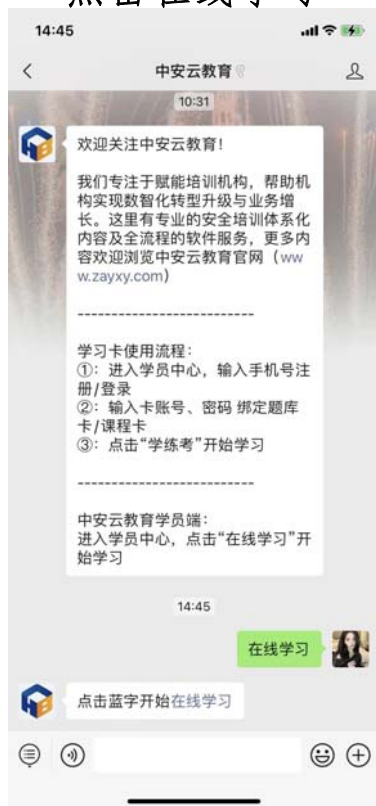 点击在线学习
14:45
中安云教育
10:31
欢迎关注中安云教育!
我们专注于赋能培训机构，帮助机
构实现数智化转型升级与业务增
长。这里有专业的安全培训体系化
内容及全流程的软件服务，更多内
容欢迎浏览中安云教育官网（ww
w.zayxy.com)
-------------------------
学习卡使用流程：
①：进入学员中心，输入手机号注
册/登录
②：输入卡账号、密码 绑定题库
卡/课程卡
③：点击“学练考”开始学习
-------------------------
中安云教育学员端：
进入学员中心，点击“在线学习”开
始学习
14:45
在线学习
点击蓝字开始在线学习